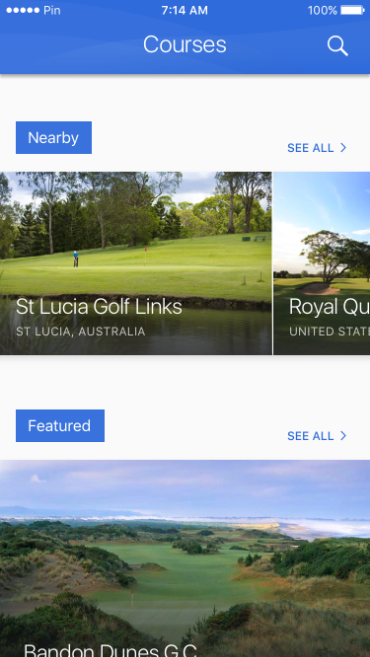 Pin 7:14 AM 100%
Courses
Nearby
SEE ALL
St Lucia Golf Links
ST LUCIA, AUSTRALIA
Royal Qu
UNITED STAT
Featured
SEE ALL
Bandon Dunes G.C.